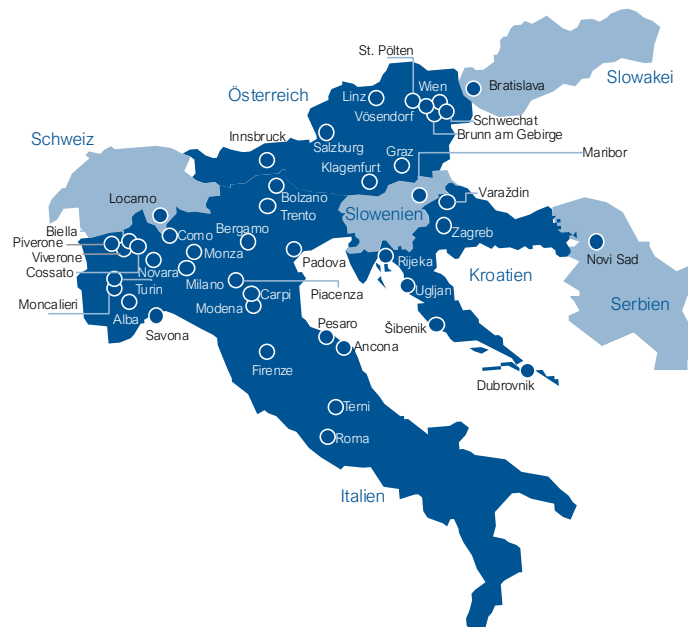 St. Pölten
Slowakei
Wien
Bratislava
Österreich
Linz
Vösendorf
Schwechat
Brunn am Gebirge
Schweiz
Innsbruck
Salzburg
Graz
Maribor
Klagenfurt
Locarno
Bolzano
Trento
Slowenien
Varaždin
Biella
Piverone
Viverone
Cossato
Como
Bergamo
Monza
Padova
Zagreb
Novi Sad
Novara
Turin
Milano
Rijeka
Kroatien
Moncalieri
Carpi
Piacenza
Ugljan
Serbien
Modena
Alba
Savona
Pesaro
Ancona
Šibenik
Firenze
Dubrovnik
Terni
Roma
Italien